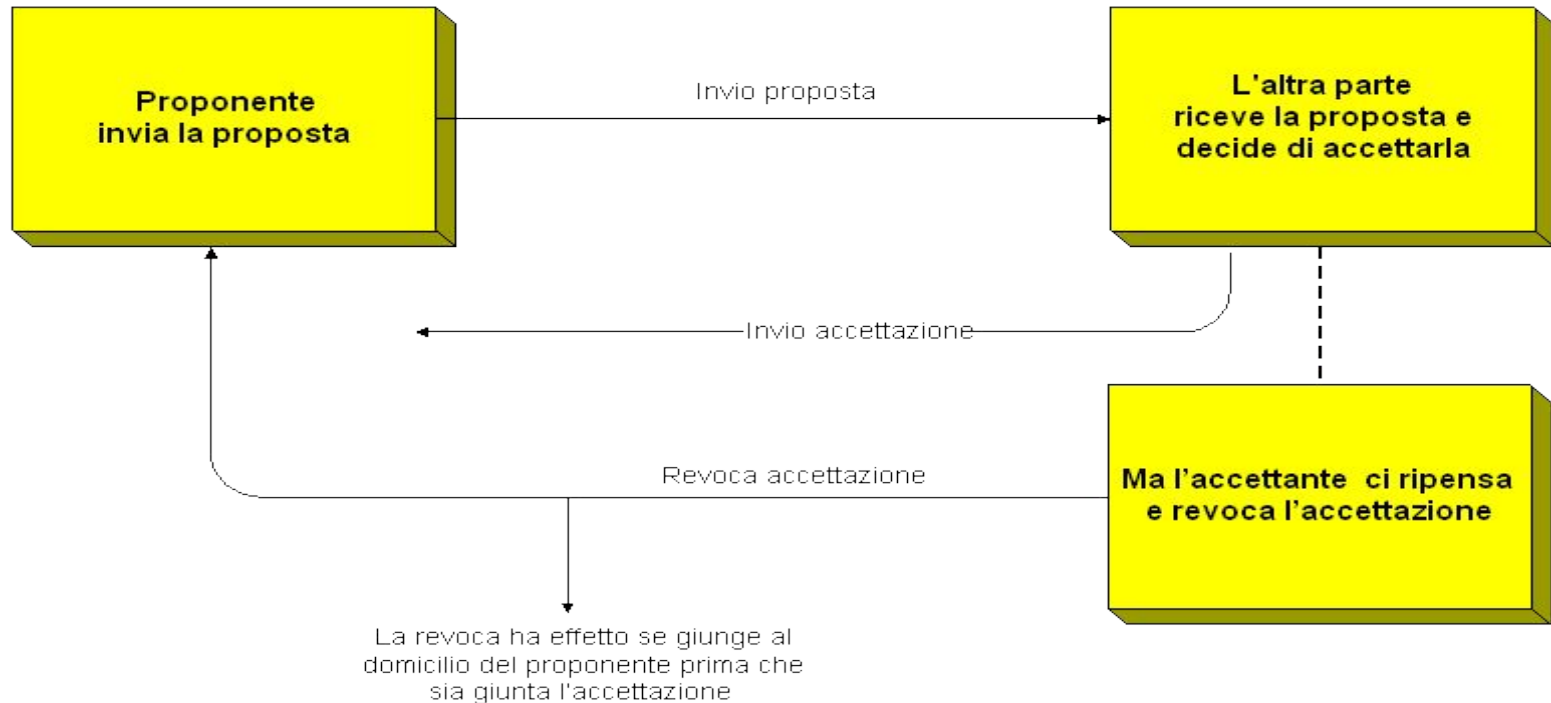 Proponente
invia la proposta
Invio proposta
L'altra parte
riceve la proposta e
decide di accettarla
Invio accettazione
Revoca accettazione
Ma l'accettante ci ripensa
e revoca l'accettazione
La revoca ha effetto se giunge al
domicilio del proponente prima che
sia giunta l'accettazione